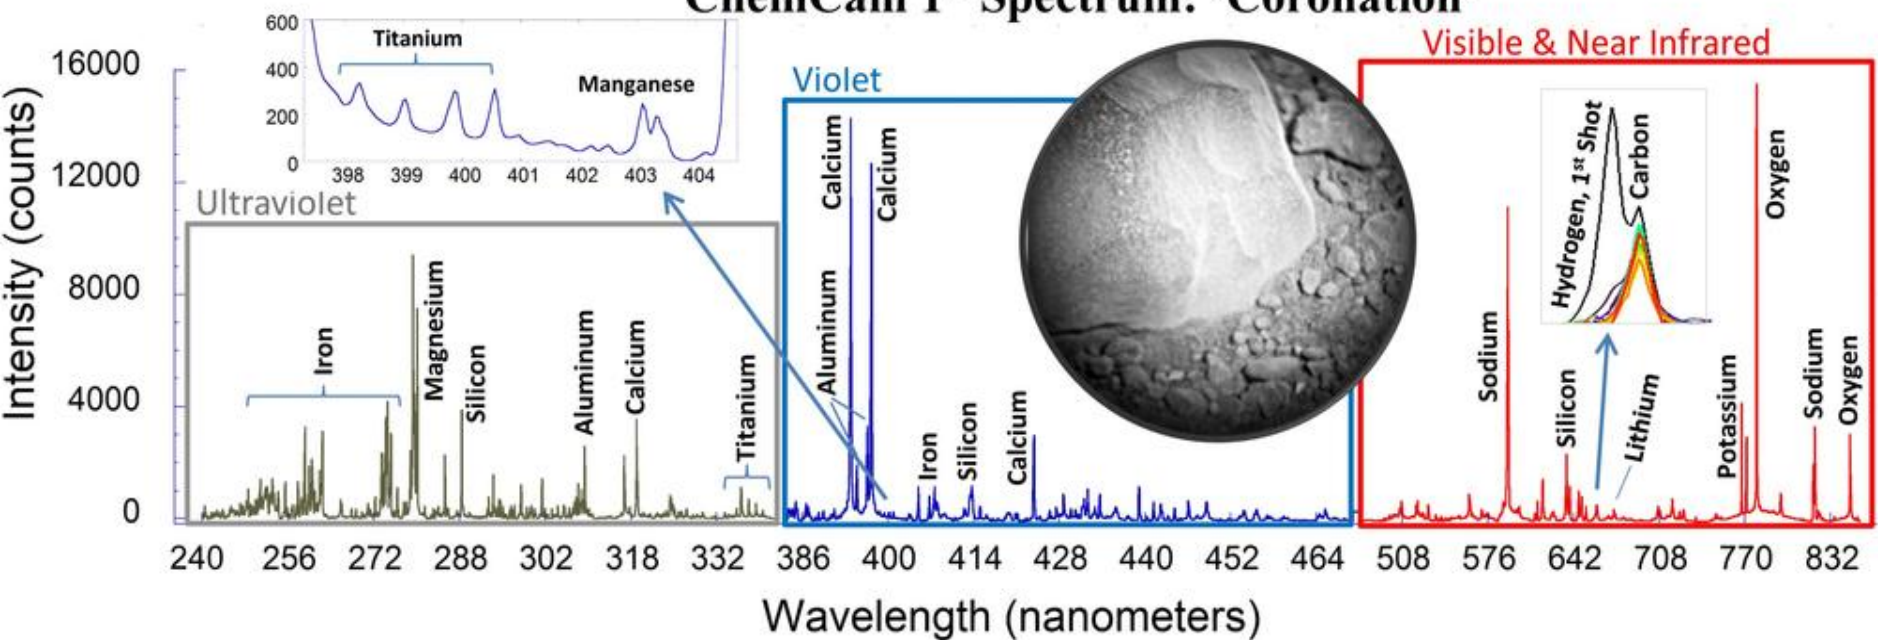 ChemCam 1st Spectrum: "Coronation"
600
400
200
0
Titanium
Manganese
398 399 400 401 402 403 404
Intensity (counts)
16000
12000
8000
4000
0
Ultraviolet
Iron
Magnesium
Silicon
Aluminum
Calcium
Titanium
Violet
Calcium
Calcium
Aluminum
Iron
Silicon
Calcium
Visible & Near Infrared
Sodium
Silicon
Hydrogen, 1st Shot
Carbon
Lithium
Potassium
Oxygen
Sodium
Oxygen
240 256 272 288 302 318 332 386 400 414 428 440 452 464 508 576 642 708 770 832
Wavelength (nanometers)